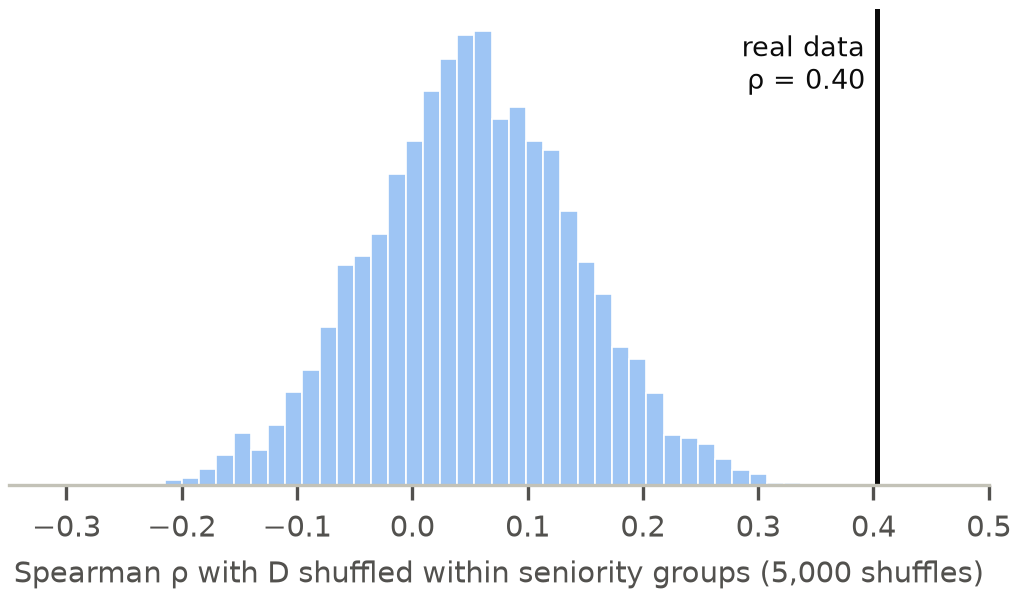 real data
ρ = 0.40
−0.3 −0.2 −0.1 0.0 0.1 0.2 0.3 0.4 0.5
Spearman ρ with D shuffled within seniority groups (5,000 shuffles)